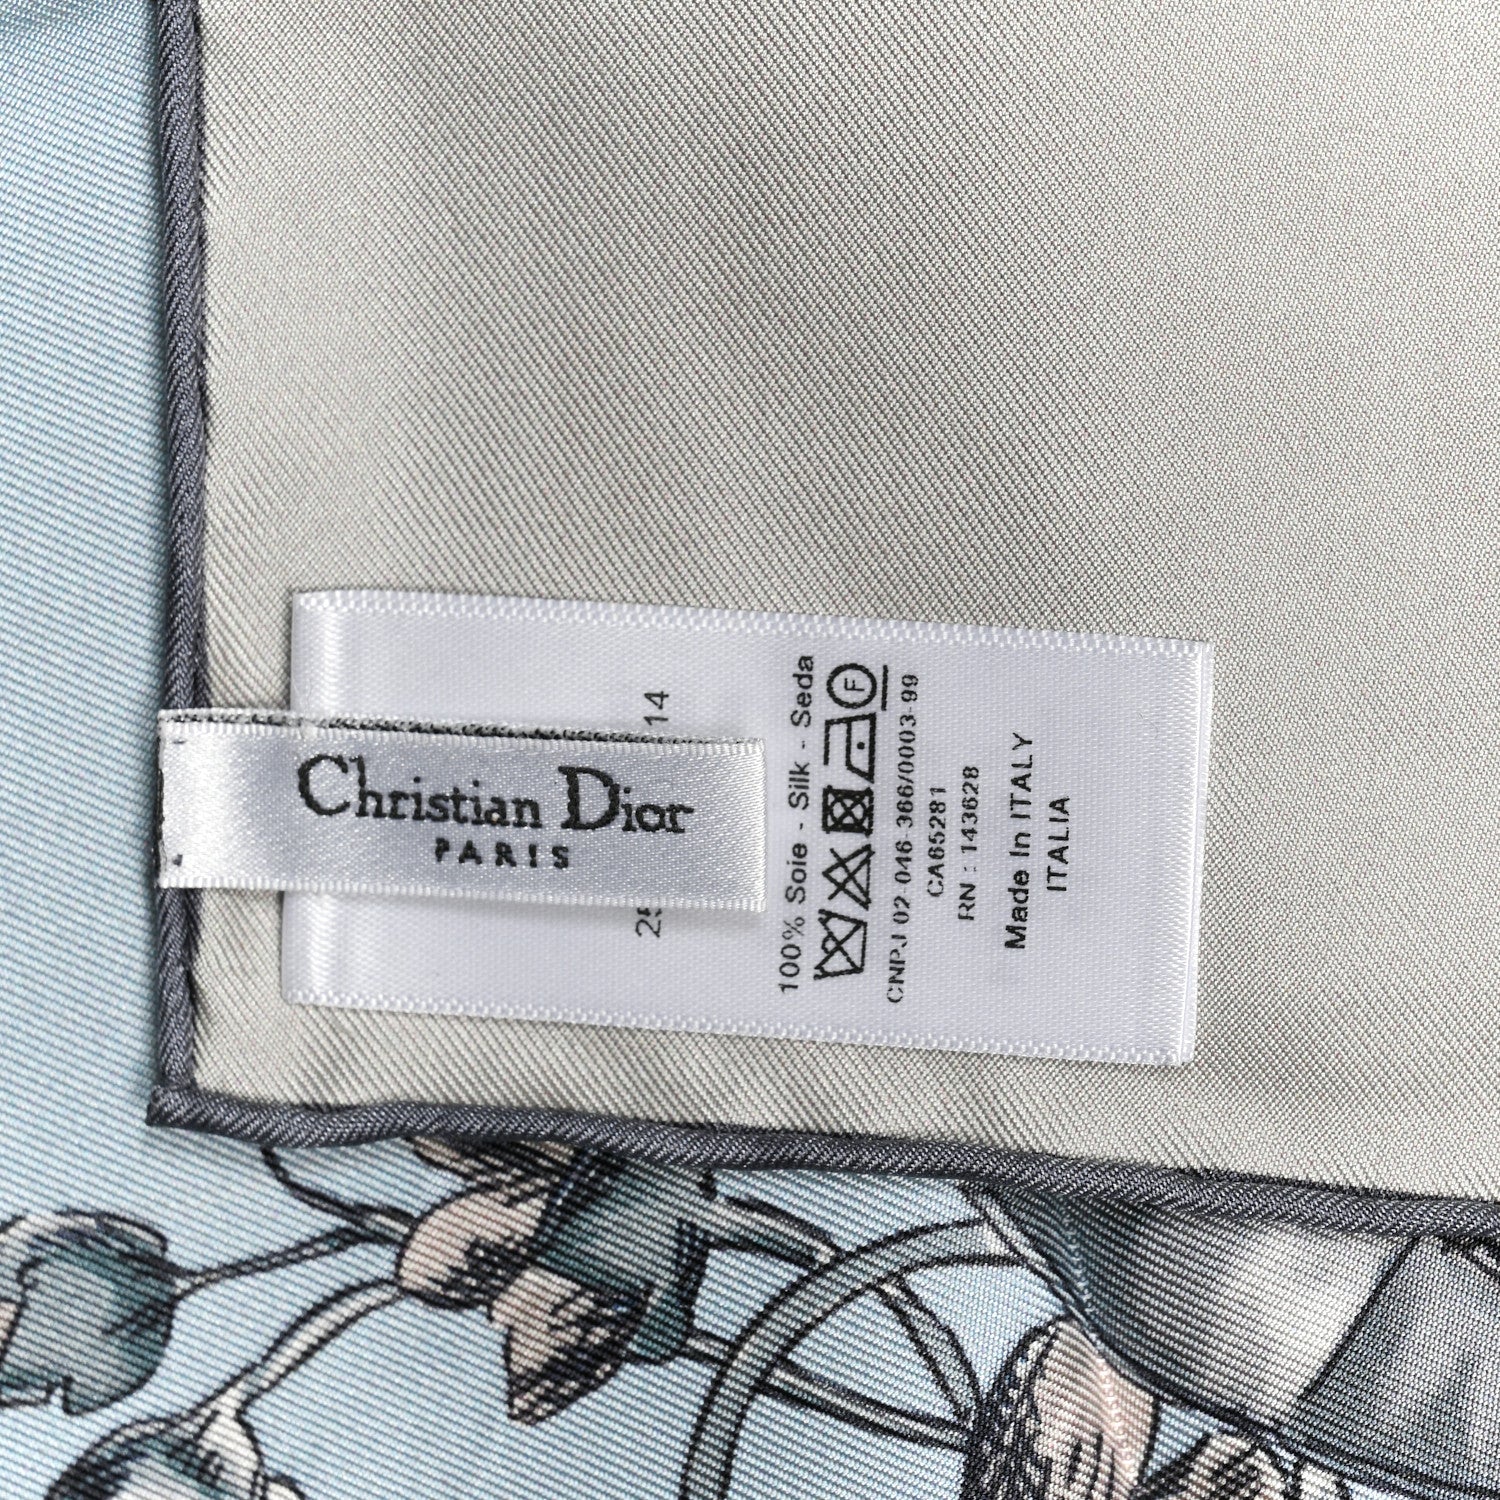 Christian Dior
PARIS
14
100% Soie - Silk - Seda
F
CNPJ 02 046 366/0003-99
CA65281
RN : 143628
Made In ITALY
ITALIA